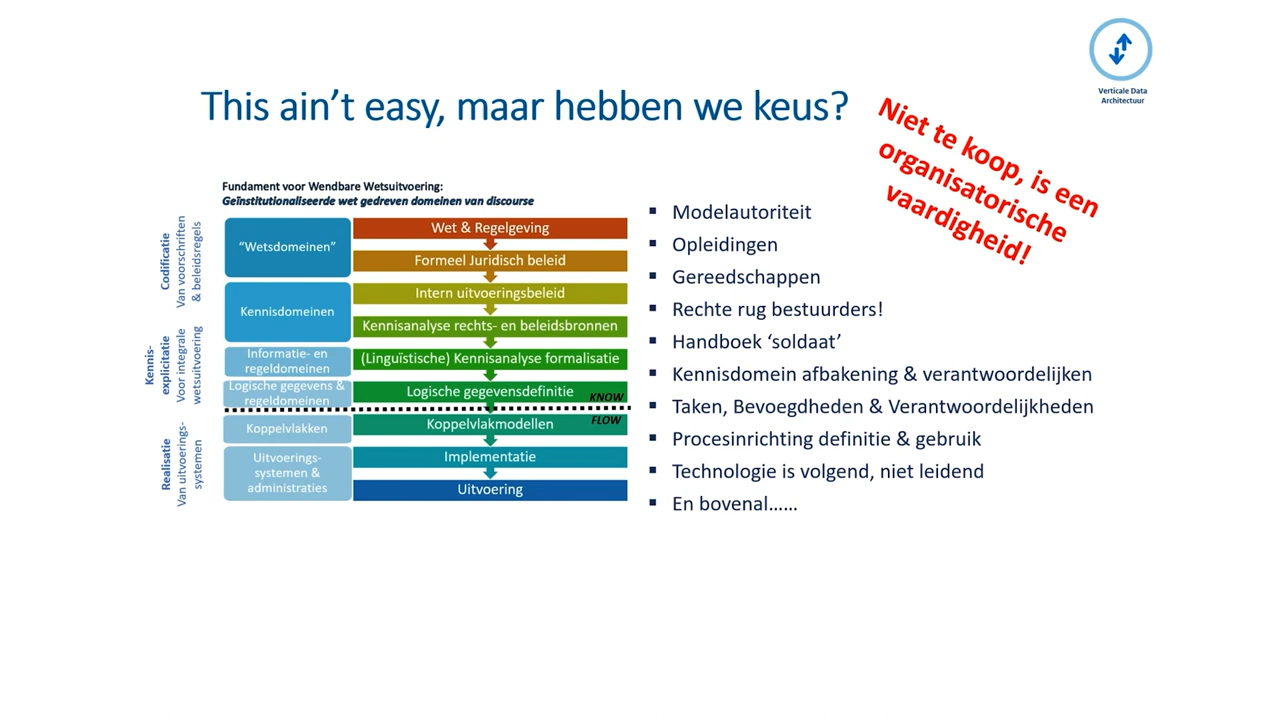 Verticale Data
Architectuur
This ain't easy, maar hebben we keus?
Niet te koop, is een
organisatorische
vaardigheid!
Fundament voor Wendbare Wetsuitvoering:
Geïnstitutionaliseerde wet gedreven domeinen van discourse
Codificatie
Van voorschriften
& beleidsregels
Kennis-
explicitatie
Voor integrale
wetsuitvoering
Realisatie
Van uitvoerings-
systemen
"Wetsdomeinen"
Kennisdomeinen
Informatie- en
regeldomeinen
Logische gegevens &
regeldomeinen
Koppelvlakken
Uitvoerings-
systemen &
administraties
Wet & Regelgeving
Formeel Juridisch beleid
Intern uitvoeringsbeleid
Kennisanalyse rechts- en beleidsbronnen
(Linguïstische) Kennisanalyse formalisatie
Logische gegevensdefinitie
KNOW
FLOW
Koppelvlakmodellen
Implementatie
Uitvoering
▪ Modelautoriteit
▪ Opleidingen
▪ Gereedschappen
▪ Rechte rug bestuurders!
▪ Handboek 'soldaat'
▪ Kennisdomein afbakening & verantwoordelijken
▪ Taken, Bevoegdheden & Verantwoordelijkheden
▪ Procesinrichting definitie & gebruik
▪ Technologie is volgend, niet leidend
▪ En bovenal……